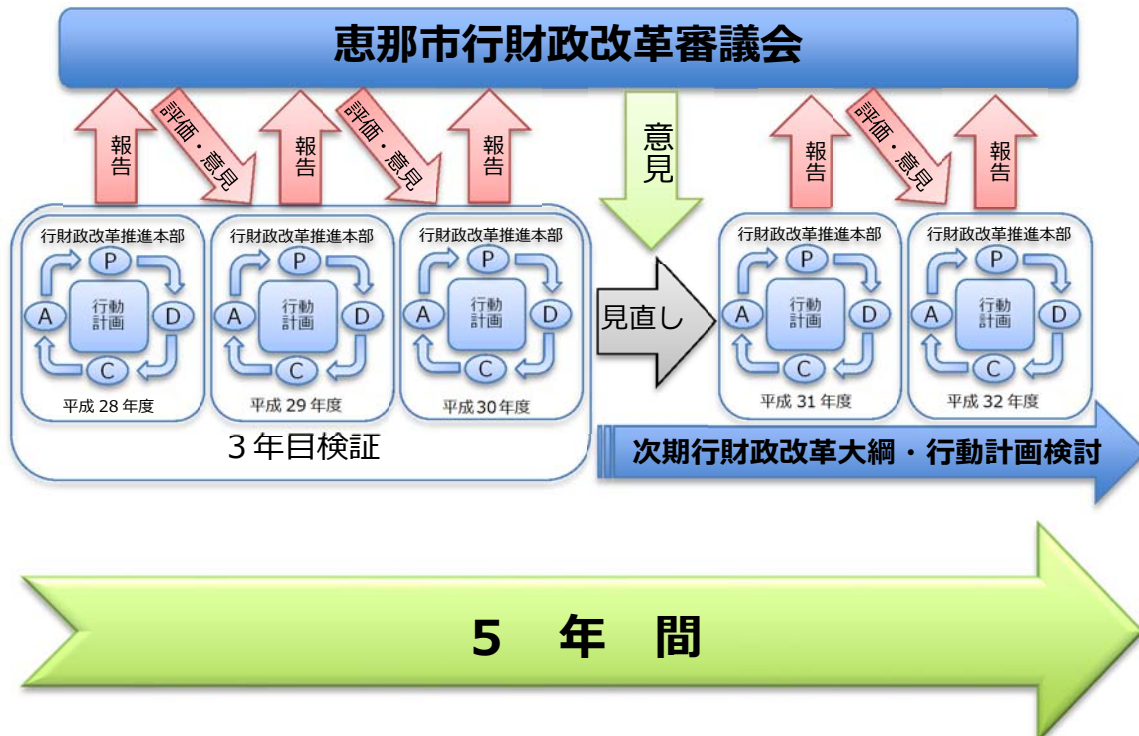 恵那市行財政改革審議会
報告
評価・意見
報告
評価・意見
報告
意見
報告
評価・意見
報告
行財政改革推進本部
P
A
行動
計画
D
C
平成 28 年度
行財政改革推進本部
P
A
行動
計画
D
C
平成 29 年度
行財政改革推進本部
P
A
行動
計画
D
C
平成 30 年度
３年目検証
見直し
行財政改革推進本部
P
A
行動
計画
D
C
平成 31 年度
行財政改革推進本部
P
A
行動
計画
D
C
平成 32 年度
次期行財政改革大綱・行動計画検討
５ 年 間